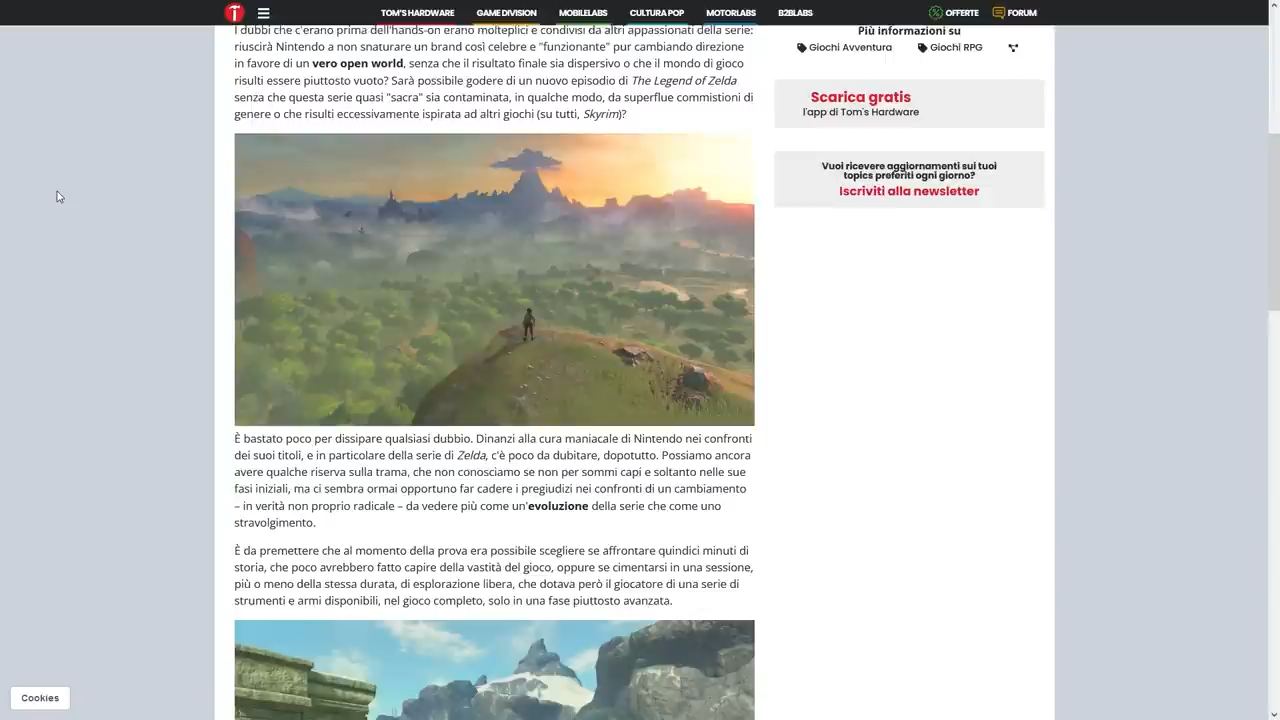 TOM'S HARDWARE GAME DIVISION MOBILELABS CULTURA POP MOTORLABS B2BLABS OFFERTE FORUM
I dubbi che c'erano prima dell'hands-on erano molteplici e condivisi da altri appassionati della serie:
riuscirà Nintendo a non snaturare un brand così celebre e "funzionante" pur cambiando direzione
in favore di un vero open world, senza che il risultato finale sia dispersivo o che il mondo di gioco
risulti essere piuttosto vuoto? Sarà possibile godere di un nuovo episodio di The Legend of Zelda
senza che questa serie quasi "sacra" sia contaminata, in qualche modo, da superflue commistioni di
genere o che risulti eccessivamente ispirata ad altri giochi (su tutti, Skyrim)?
È bastato poco per dissipare qualsiasi dubbio. Dinanzi alla cura maniacale di Nintendo nei confronti
dei suoi titoli, e in particolare della serie di Zelda, c'è poco da dubitare, dopotutto. Possiamo ancora
avere qualche riserva sulla trama, che non conosciamo se non per sommi capi e soltanto nelle sue
fasi iniziali, ma ci sembra ormai opportuno far cadere i pregiudizi nei confronti di un cambiamento
– in verità non proprio radicale – da vedere più come un'evoluzione della serie che come uno
stravolgimento.
È da premettere che al momento della prova era possibile scegliere se affrontare quindici minuti di
storia, che poco avrebbero fatto capire della vastità del gioco, oppure se cimentarsi in una sessione,
più o meno della stessa durata, di esplorazione libera, che dotava però il giocatore di una serie di
strumenti e armi disponibili, nel gioco completo, solo in una fase piuttosto avanzata.
Più informazioni su
Giochi Avventura Giochi RPG
Scarica gratis
l'app di Tom's Hardware
Vuoi ricevere aggiornamenti sui tuoi
topics preferiti ogni giorno?
Iscriviti alla newsletter
Cookies